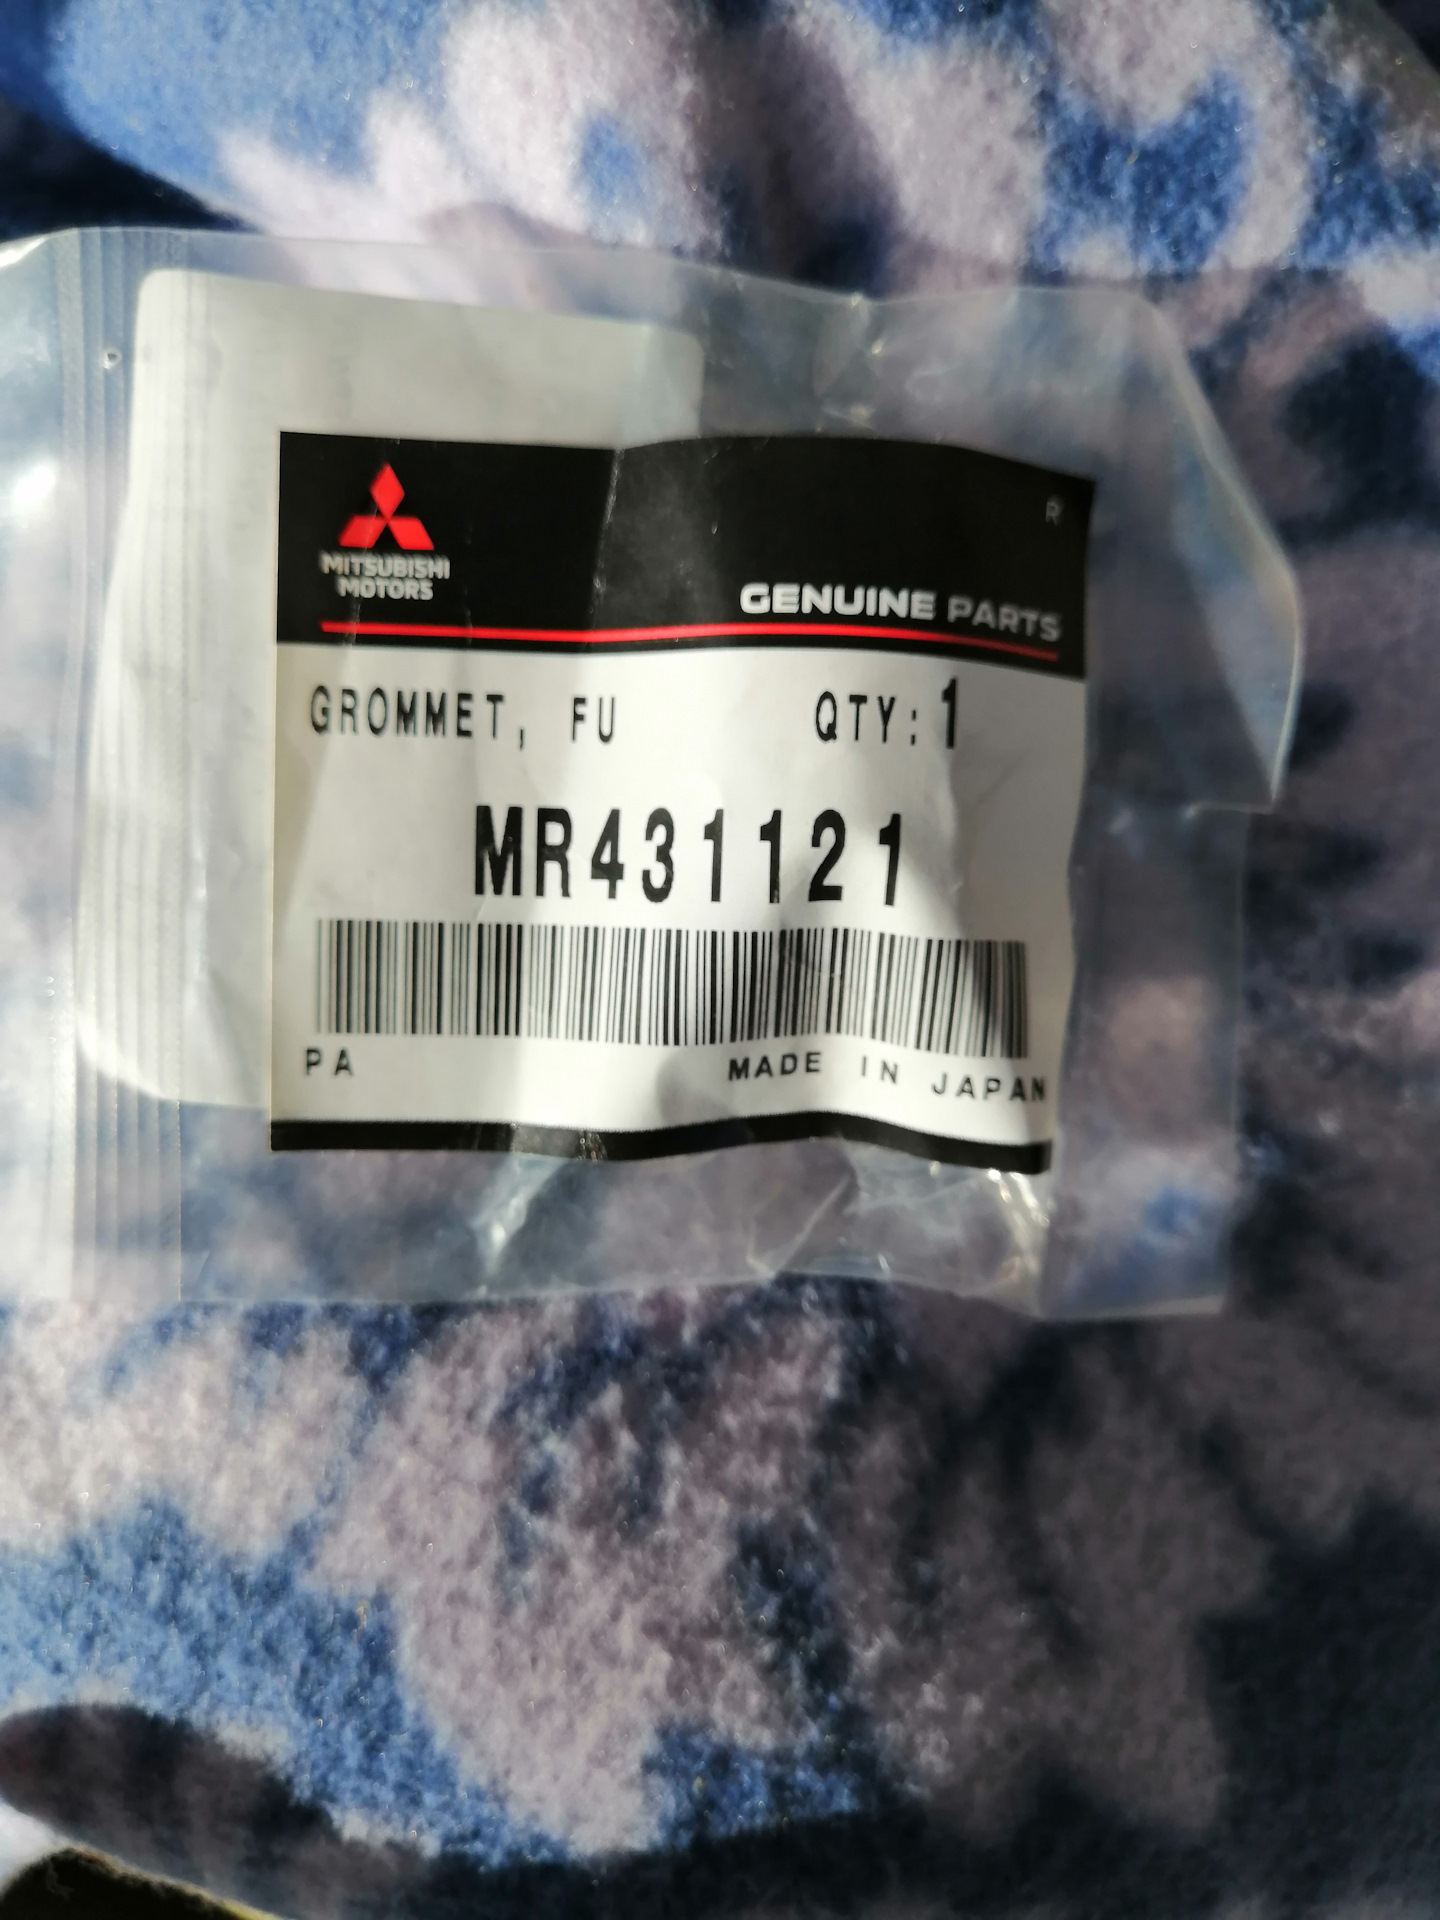 R
MITSUBISHI
MOTORS
GENUINE PARTS
GROMMET, FU QTY:1
MR431121
PA MADE IN JAPAN